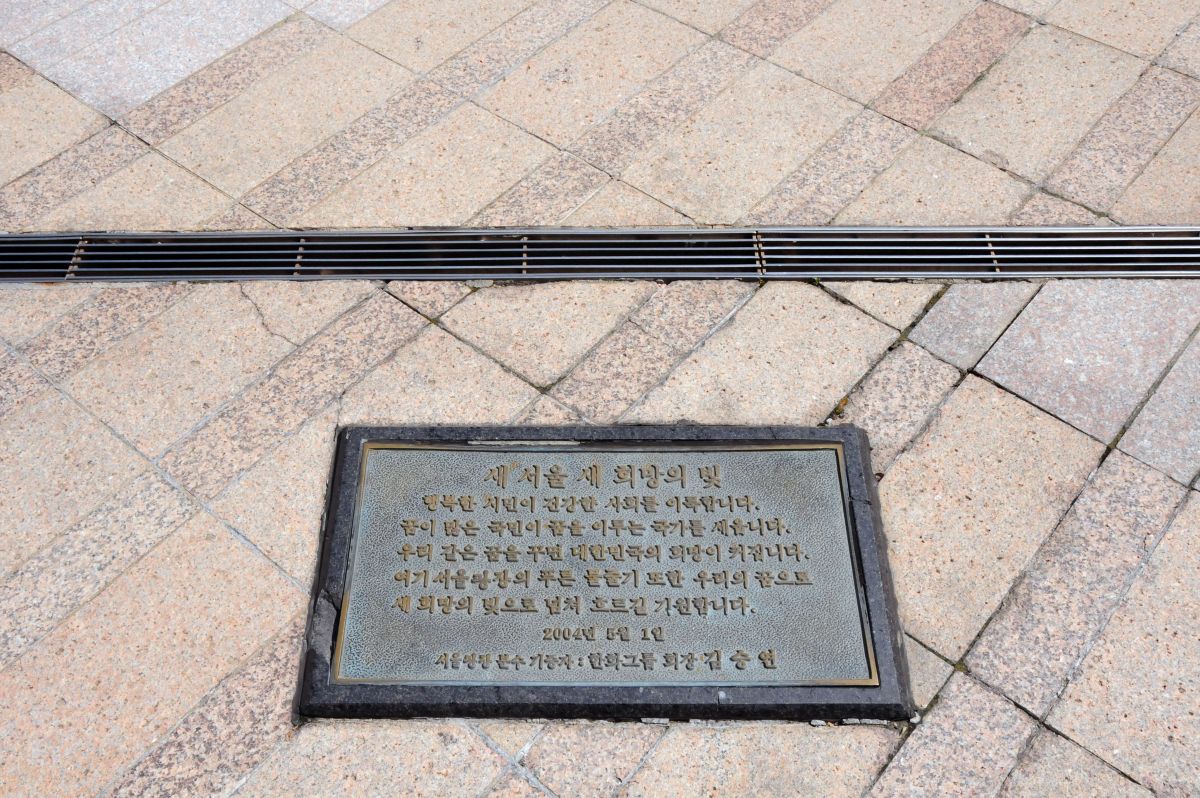 새 서울 새 희망의 빛
행복한 시민이 건강한 사회를 이룩합니다.
꿈이 많은 국민이 꿈을 이루는 국가를 세웁니다.
우리 같은 꿈을 꾸면 대한민국의 희망이 커집니다.
여기 서울광장의 푸른 물줄기 또한 우리의 꿈으로
새 희망의 빛으로 넘쳐 흐르길 기원합니다.
2004년 5월 1일
서울광장 분수 기증자 : 한화그룹 회장 김 승 연